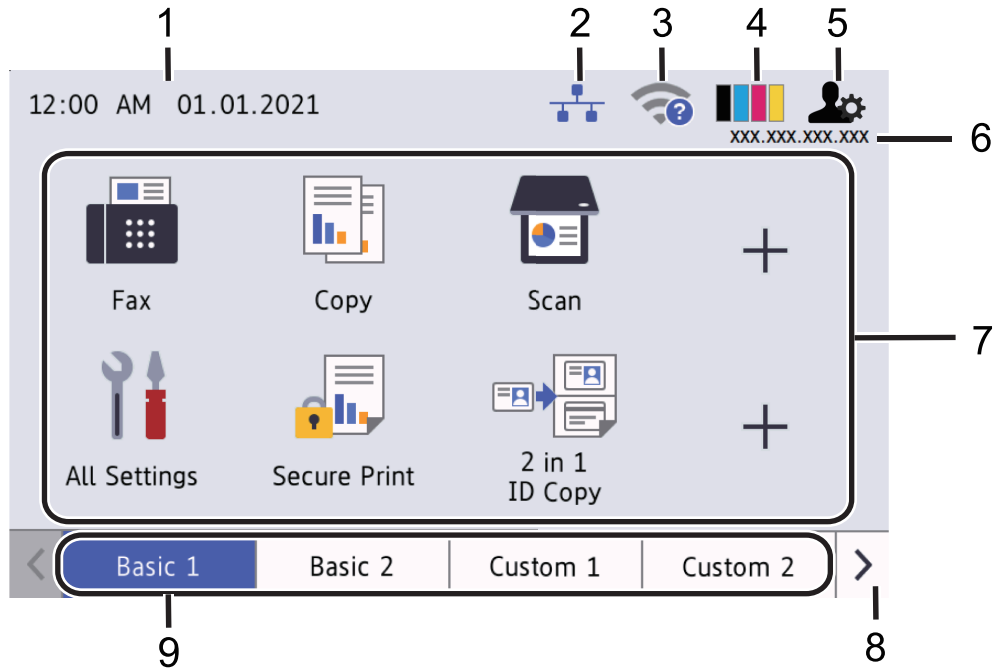 1 2 3 4 5
12:00 AM 01.01.2021
?
XXX.XXX.XXX.XXX 6
Fax Copy Scan +
7
All Settings Secure Print 2 in 1
ID Copy +
< Basic 1 Basic 2 Custom 1 Custom 2 >
9 8